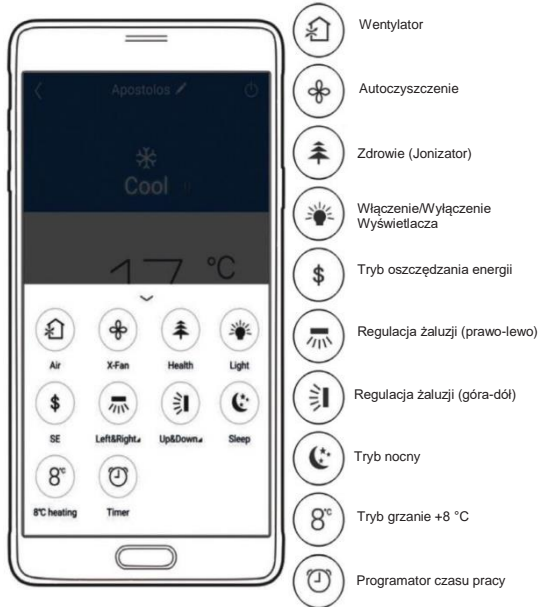 Apostolos
Cool
17 °C
Air X-Fan Health Light
SE Left&Right Up&Down Sleep
8°C
8°C heating Timer
Wentylator
Autoczyszczenie
Zdrowie (Jonizator)
Włączenie/Wyłączenie
Wyświetlacza
$ Tryb oszczędzania energii
Regulacja żaluzji (prawo-lewo)
Regulacja żaluzji (góra-dół)
Tryb nocny
8°C Tryb grzanie +8 °C
Programator czasu pracy